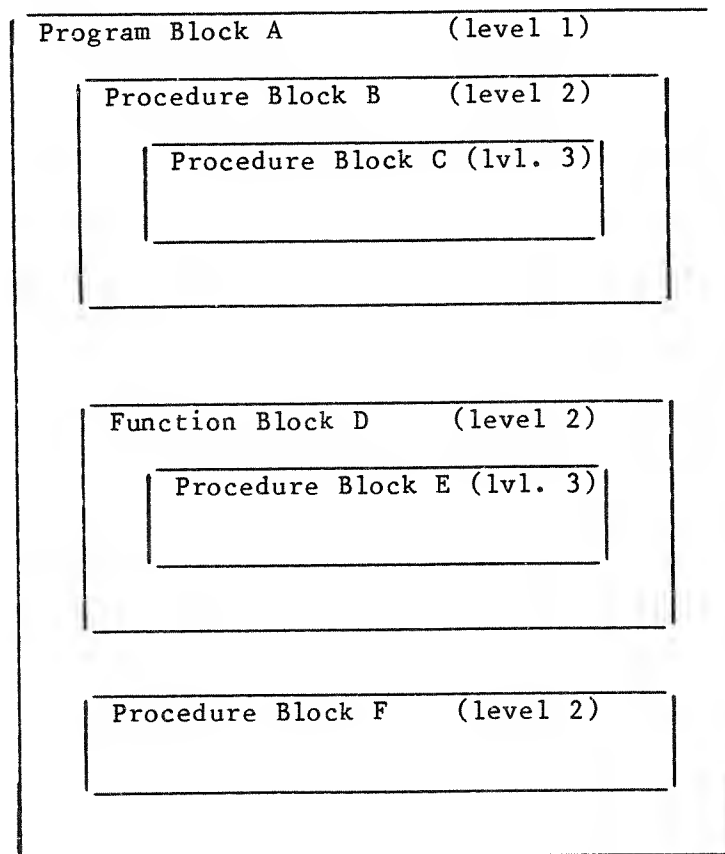 Program Block A (level 1)
Procedure Block B (level 2)
Procedure Block C (lvl. 3)
Function Block D (level 2)
Procedure Block E (lvl. 3)
Procedure Block F (level 2)